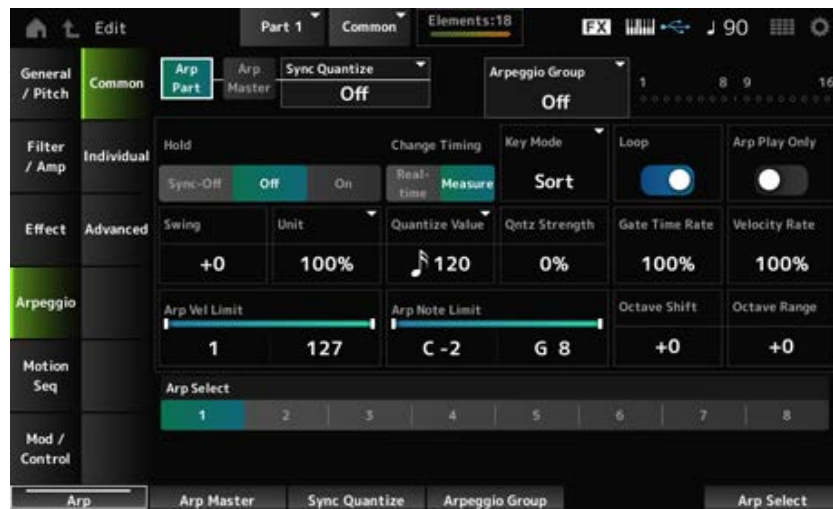 Edit Part 1 Common Elements:18 FX 90
General / Pitch
Common
Arp Part
Arp Master
Sync Quantize
Off
Arpeggio Group
Off
1 8 9 16
Filter / Amp
Individual
Hold
Sync-Off Off On
Change Timing
Real-time Measure
Key Mode
Sort
Loop
Arp Play Only
Effect
Advanced
Swing
+0
Unit
100%
Quantize Value
120
Qntz Strength
0%
Gate Time Rate
100%
Velocity Rate
100%
Arpeggio
Arp Vel Limit
1 127
Arp Note Limit
C -2 G 8
Octave Shift
+0
Octave Range
+0
Motion Seq
Arp Select
1 2 3 4 5 6 7 8
Mod / Control
Arp Arp Master Sync Quantize Arpeggio Group Arp Select